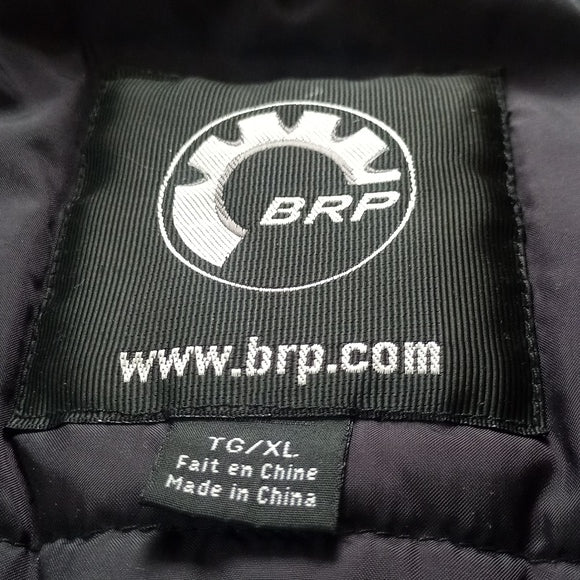 BRP
www.brp.com
TG/XL
Fait en Chine
Made in China